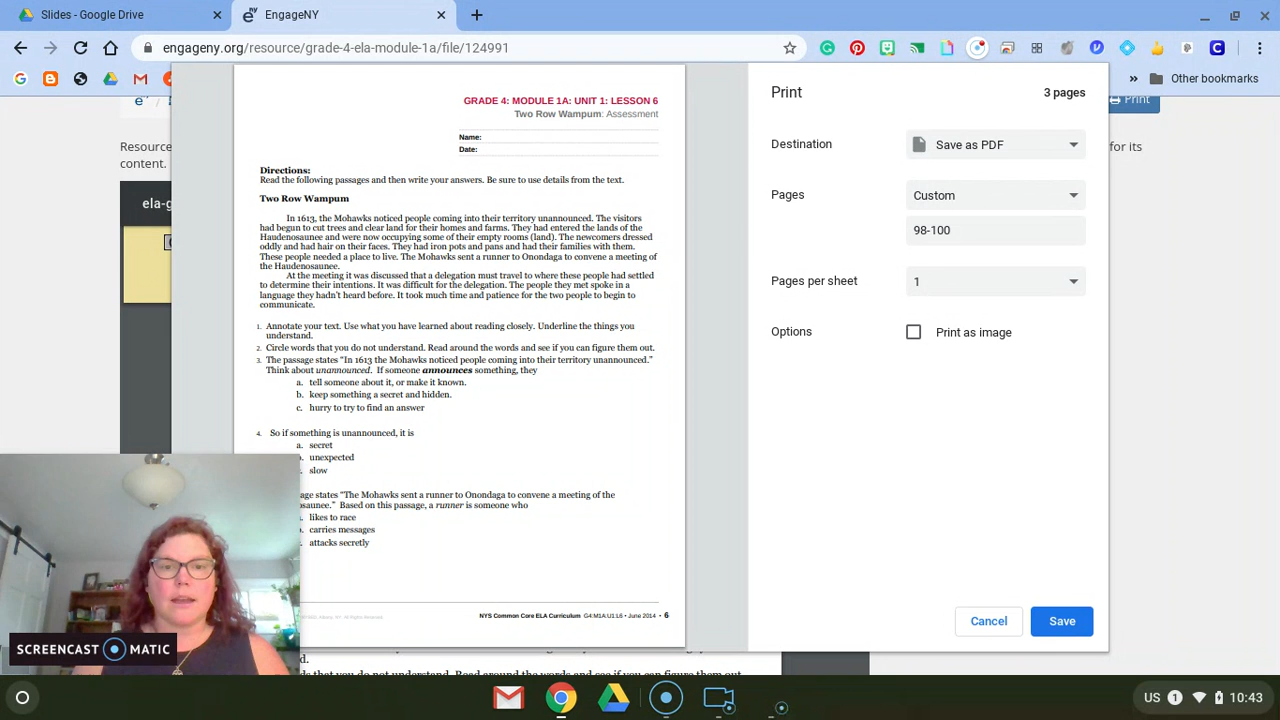 Slides - Google Drive
EngageNY
engageny.org/resource/grade-4-ela-module-1a/file/124991
Other bookmarks
Print
Resource
content.
for its
ela-g
GRADE 4: MODULE 1A: UNIT 1: LESSON 6
Two Row Wampum: Assessment
Name:
Date:
Directions:
Read the following passages and then write your answers. Be sure to use details from the text.
Two Row Wampum
In 1613, the Mohawks noticed people coming into their territory unannounced. The visitors
had begun to cut trees and clear land for their homes and farms. They had entered the lands of the
Haudenosaunee and were now occupying some of their empty rooms (land). The newcomers dressed
oddly and had hair on their faces. They had iron pots and pans and had their families with them.
These people needed a place to live. The Mohawks sent a runner to Onondaga to convene a meeting of
the Haudenosaunee.
At the meeting it was discussed that a delegation must travel to where these people had settled
to determine their intentions. It was difficult for the delegation. The people they met spoke in a
language they hadn't heard before. It took much time and patience for the two people to begin to
communicate.
1. Annotate your text. Use what you have learned about reading closely. Underline the things you
understand.
2. Circle words that you do not understand. Read around the words and see if you can figure them out.
3. The passage states "In 1613 the Mohawks noticed people coming into their territory unannounced."
Think about unannounced. If someone announces something, they
a. tell someone about it, or make it known.
b. keep something a secret and hidden.
c. hurry to try to find an answer
4. So if something is unannounced, it is
a. secret
b. unexpected
slow
age states "The Mohawks sent a runner to Onondaga to convene a meeting of the
osaunee." Based on this passage, a runner is someone who
likes to race
carries messages
attacks secretly
NYS Common Core ELA Curriculum G4:M1A:U1:L6 • June 2014 • 6
Print
3 pages
Destination
Save as PDF
Pages
Custom
98-100
Pages per sheet
1
Options
Print as image
Cancel
Save
SCREENCAST MATIC
US 1 10:43